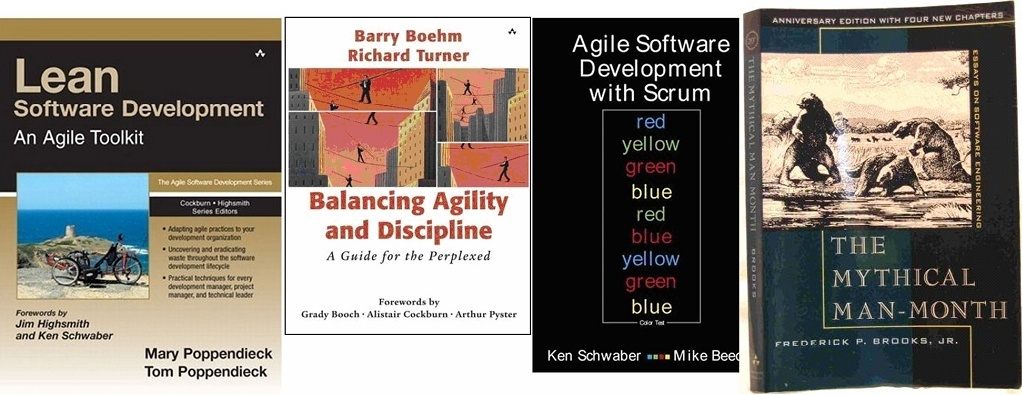 Lean
Software Development
An Agile Toolkit
The Agile Software Development Series
Cockburn • Highsmith
Series Editors
• Adapting agile practices to your
development organization
• Uncovering and eradicating
waste throughout the software
development lifecycle
• Practical techniques for every
development manager, project
manager, and technical leader
Forewords by
Jim Highsmith
and Ken Schwaber
Mary Poppendieck
Tom Poppendieck
Barry Boehm
Richard Turner
Balancing Agility
and Discipline
A Guide for the Perplexed
Forewords by
Grady Booch • Alistair Cockburn • Arthur Pyster
Agile Software
Development
with Scrum
red
yellow
green
blue
red
blue
yellow
green
blue
Color Test
Ken Schwaber Mike Beed
ANNIVERSARY EDITION WITH FOUR NEW CHAPTERS
ESSAYS ON SOFTWARE ENGINEERING
THE MYTHICAL MAN-MONTH
BROOKS
THE
MYTHICAL
MAN-MONTH
FREDERICK P. BROOKS, JR.